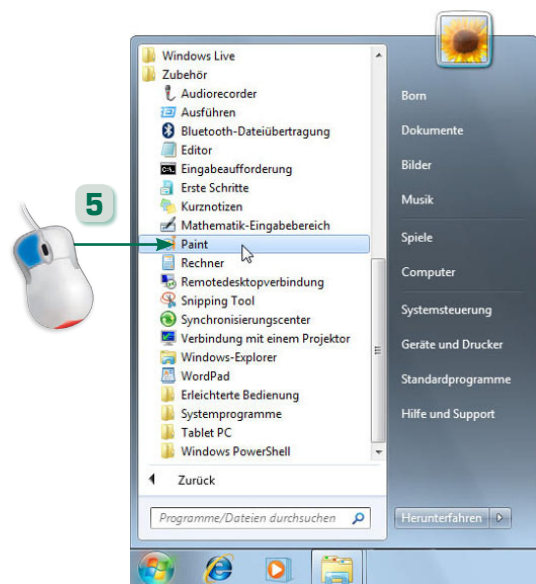 Windows Live
Zubehör
Audiorecorder
Ausführen
Bluetooth-Dateiübertragung
Editor
Eingabeaufforderung
Erste Schritte
Kurznotizen
Mathematik-Eingabebereich
Paint
Rechner
Remotedesktopverbindung
Snipping Tool
Synchronisierungscenter
Verbindung mit einem Projektor
Windows-Explorer
WordPad
Erleichterte Bedienung
Systemprogramme
Tablet PC
Windows PowerShell
Zurück
Programme/Dateien durchsuchen
5
Born
Dokumente
Bilder
Musik
Spiele
Computer
Systemsteuerung
Geräte und Drucker
Standardprogramme
Hilfe und Support
Herunterfahren